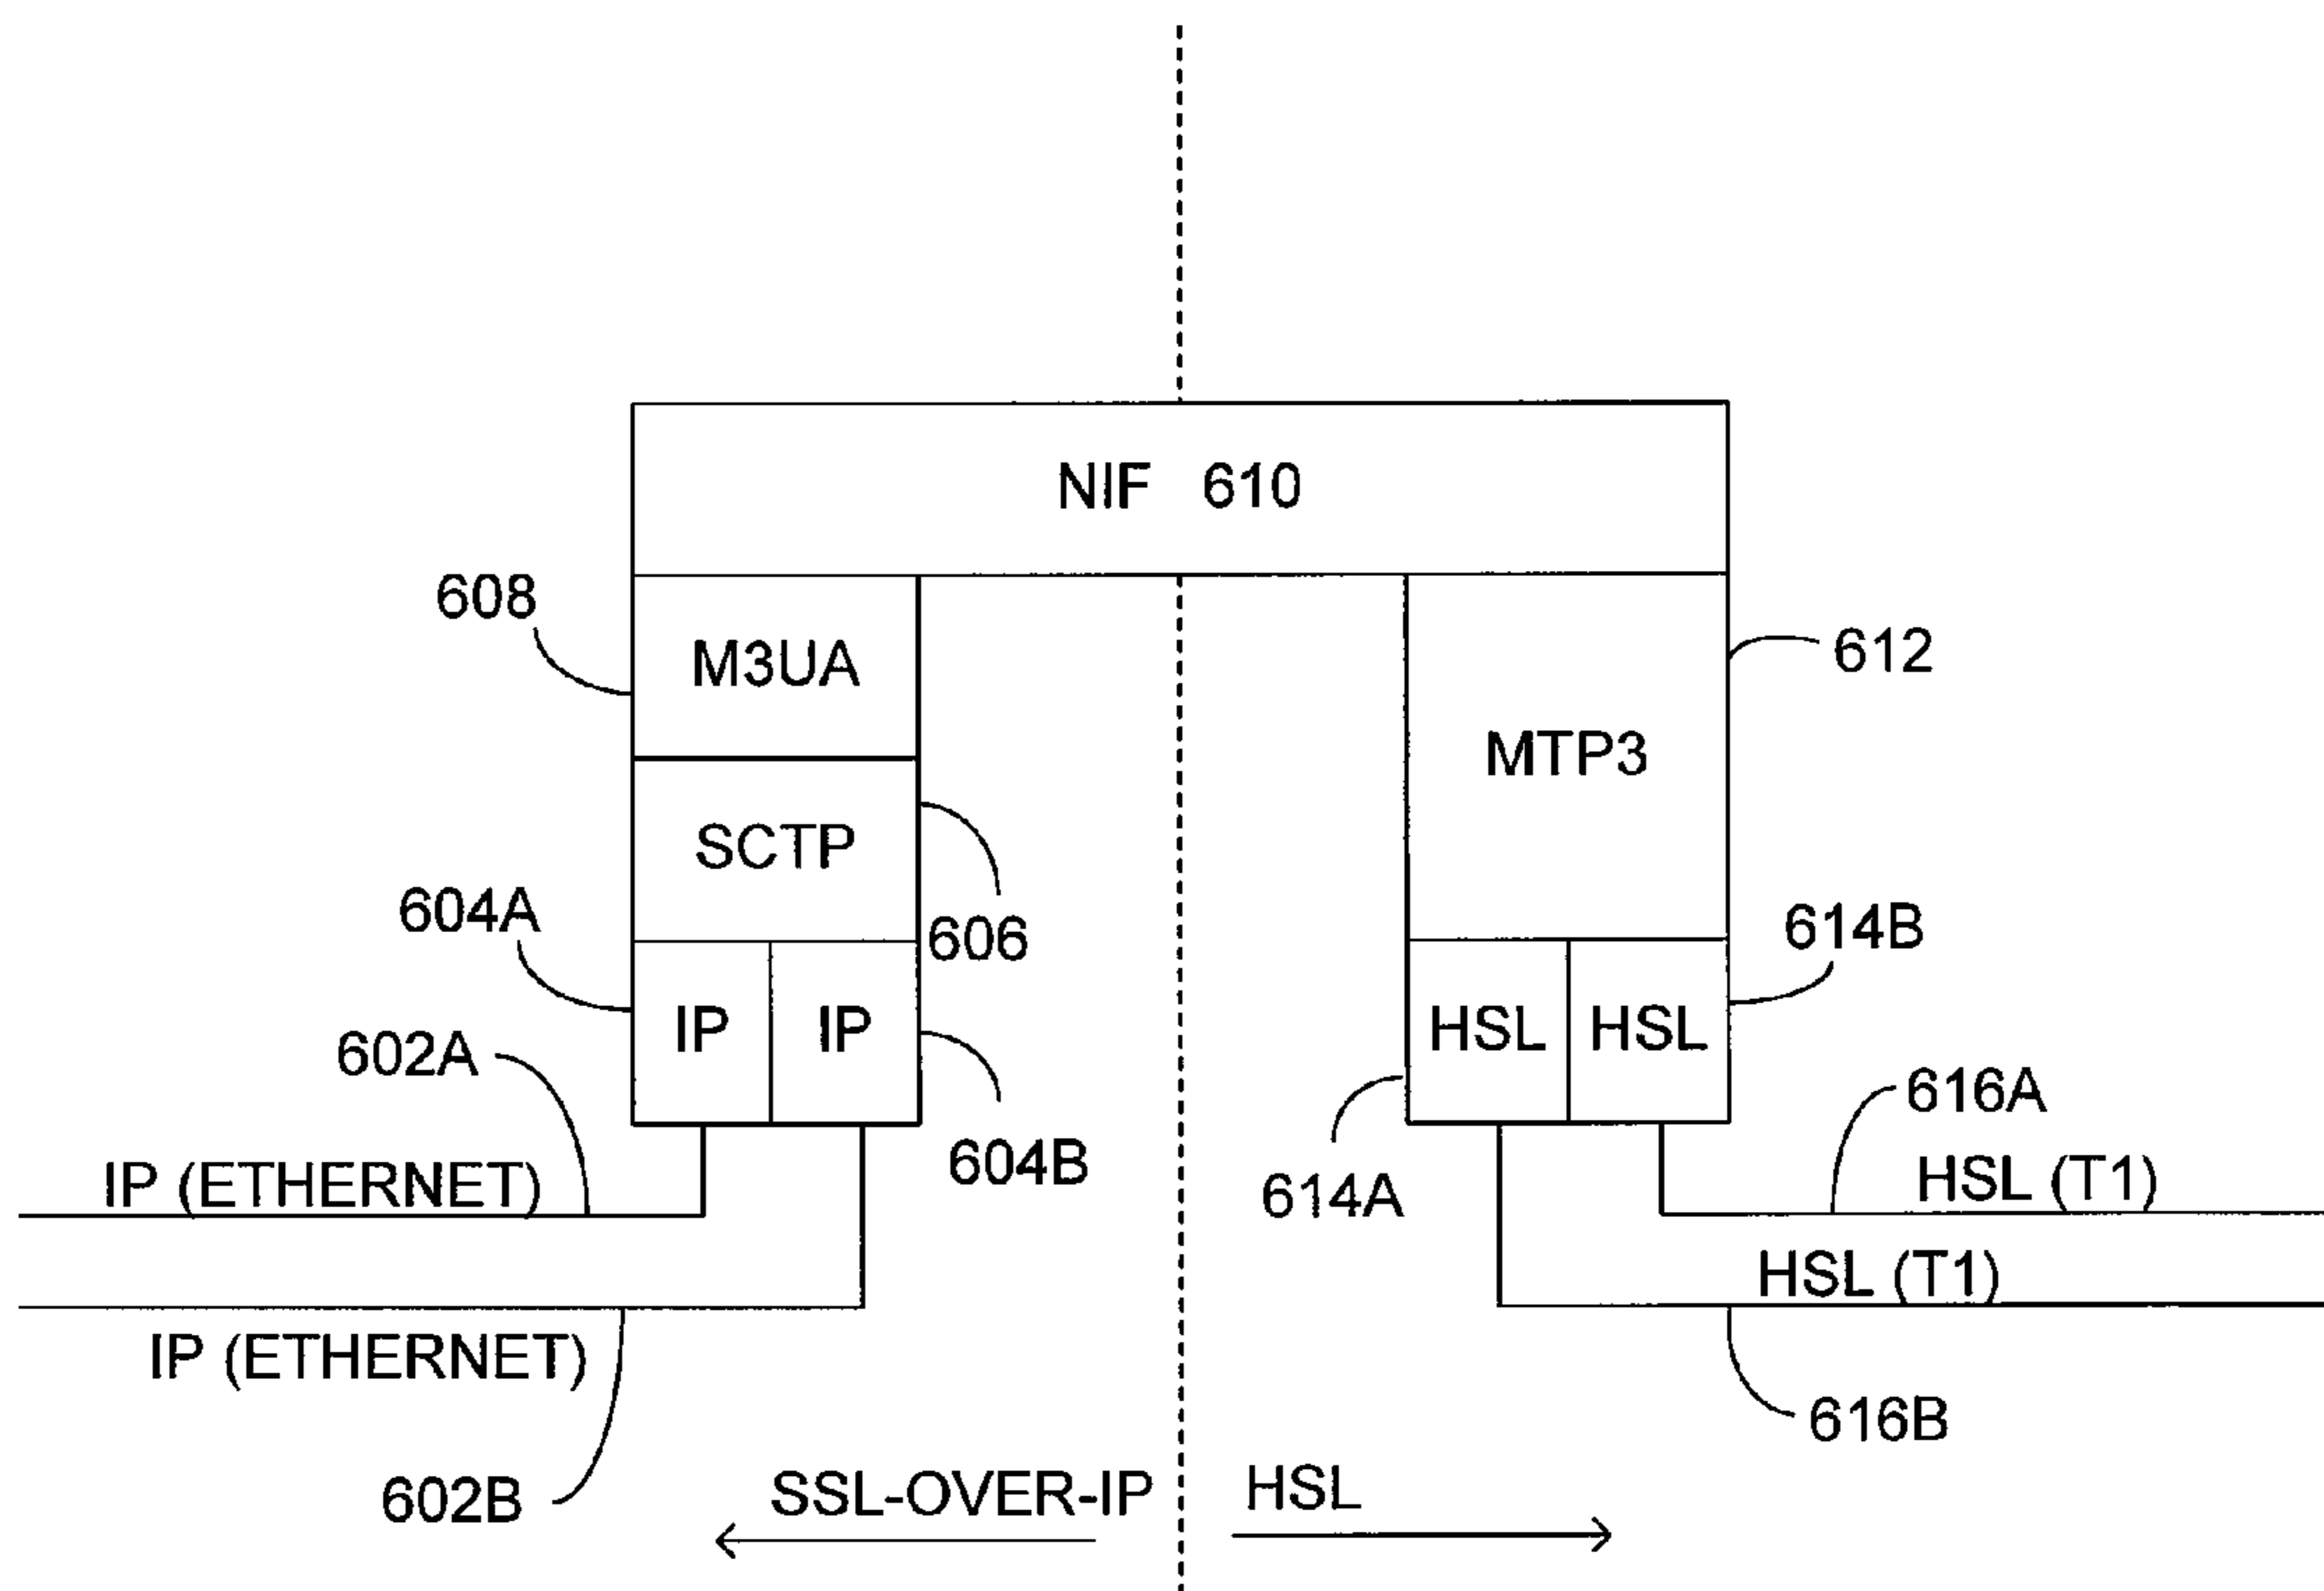 NIF 610
608
M3UA
612
MTP3
SCTP
604A
606
614B
IP
IP
HSL
HSL
602A
616A
604B
IP (ETHERNET)
614A
HSL (T1)
HSL (T1)
IP (ETHERNET)
616B
602B
SSL-OVER-IP
HSL